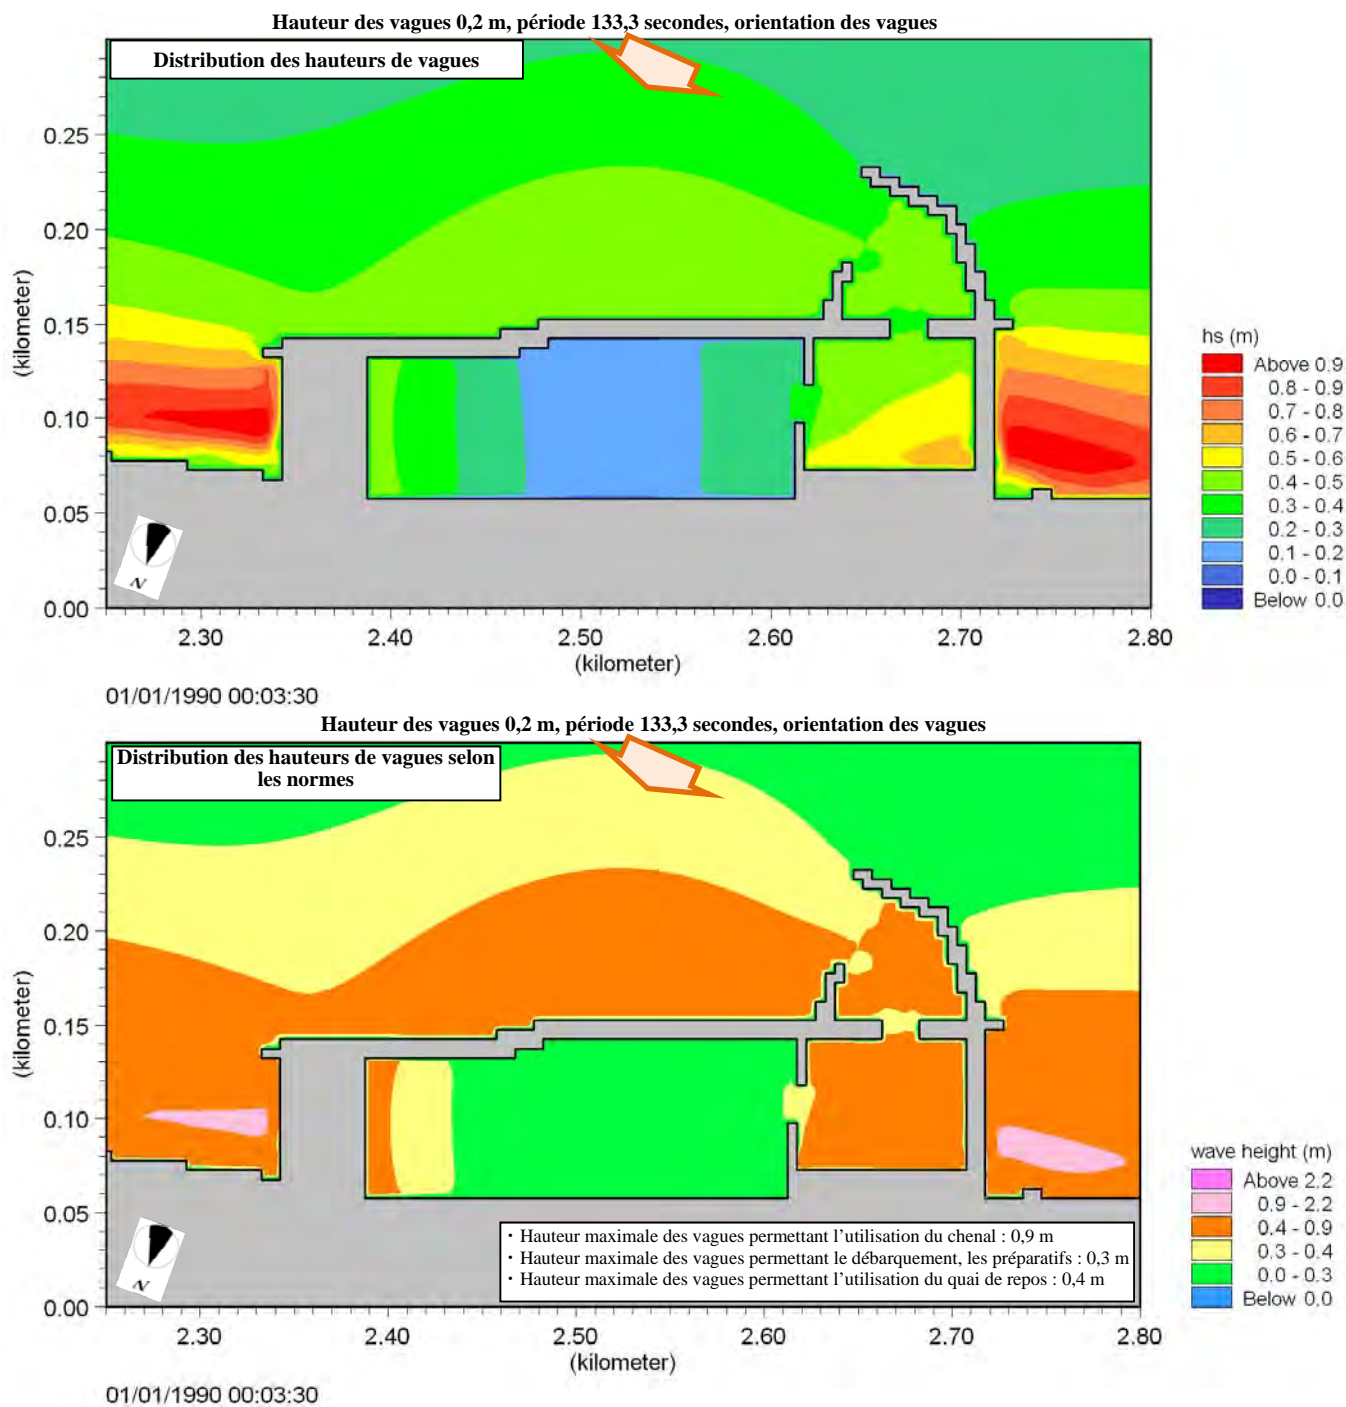 Hauteur des vagues 0,2 m, période 133,3 secondes, orientation des vagues
Distribution des hauteurs de vagues
0.25
0.20
0.15
0.10
0.05
0.00
(kilometer)
N
2.30 2.40 2.50 2.60 2.70 2.80
(kilometer)
01/01/1990 00:03:30
hs (m)
Above 0.9
0.8 - 0.9
0.7 - 0.8
0.6 - 0.7
0.5 - 0.6
0.4 - 0.5
0.3 - 0.4
0.2 - 0.3
0.1 - 0.2
0.0 - 0.1
Below 0.0
Hauteur des vagues 0,2 m, période 133,3 secondes, orientation des vagues
Distribution des hauteurs de vagues selon
les normes
0.25
0.20
0.15
0.10
0.05
0.00
(kilometer)
N
・Hauteur maximale des vagues permettant l’utilisation du chenal : 0,9 m
・Hauteur maximale des vagues permettant le débarquement, les préparatifs : 0,3 m
・Hauteur maximale des vagues permettant l’utilisation du quai de repos : 0,4 m
2.30 2.40 2.50 2.60 2.70 2.80
(kilometer)
01/01/1990 00:03:30
wave height (m)
Above 2.2
0.9 - 2.2
0.4 - 0.9
0.3 - 0.4
0.0 - 0.3
Below 0.0